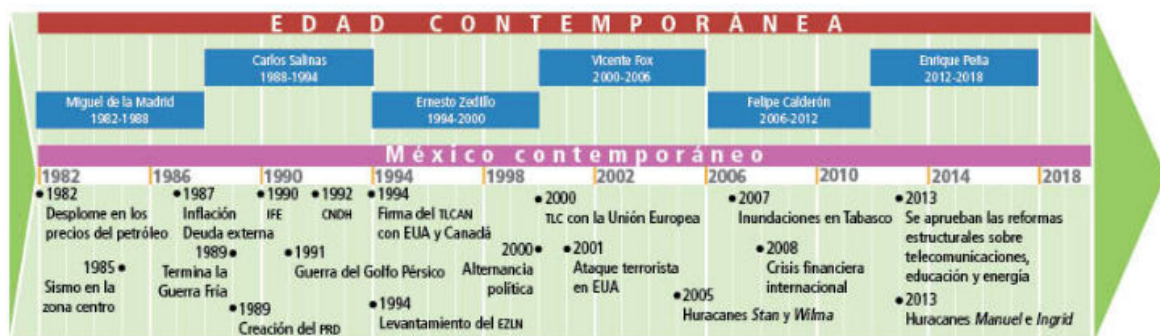 EDAD CONTEMPORÁNEA
Carlos Salinas
1988-1994
Vicente Fox
2000-2006
Enrique Peña
2012-2018
Miguel de la Madrid
1982-1988
Ernesto Zedillo
1994-2000
Felipe Calderón
2006-2012
México contemporáneo
1982 1986 1990 1994 1998 2002 2006 2010 2014 2018
1982
Desplome en los
precios del petróleo
1987
Inflación
Deuda externa
1990
IFE
1992
CNDH
1994
Firma del TLCAN
con EUA y Canadá
2000
TLC con la Unión Europea
2007
Inundaciones en Tabasco
2013
Se aprueban las reformas
estructurales sobre
telecomunicaciones,
educación y energía
1985
Sismo en la
zona centro
1989
Termina la
Guerra Fría
1991
Guerra del Golfo Pérsico
2000
Alternancia
política
2001
Ataque terrorista
en EUA
2008
Crisis financiera
internacional
1989
Creación del PRD
1994
Levantamiento del EZLN
2005
Huracanes Stan y Wilma
2013
Huracanes Manuel e Ingrid